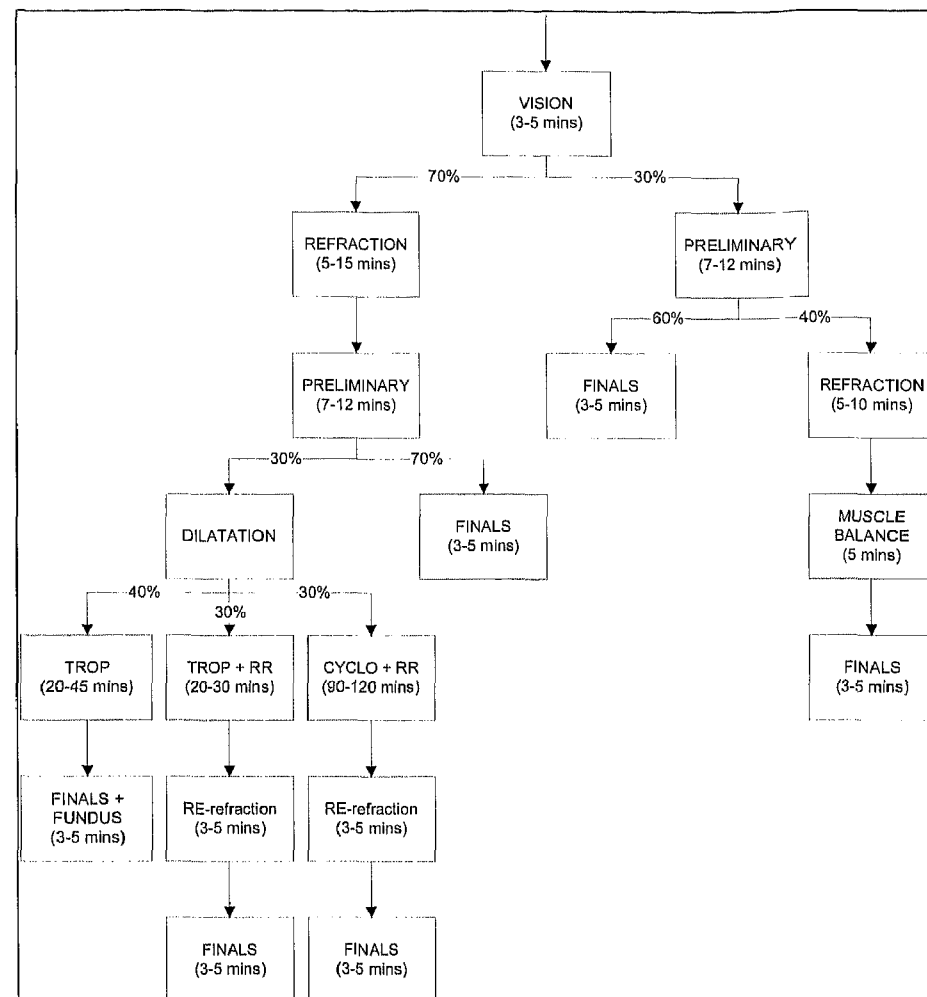 VISION
(3-5 mins)
70%
30%
REFRACTION
(5-15 mins)
PRELIMINARY
(7-12 mins)
60%
40%
PRELIMINARY
(7-12 mins)
FINALS
(3-5 mins)
REFRACTION
(5-10 mins)
30%
70%
DILATATION
FINALS
(3-5 mins)
MUSCLE
BALANCE
(5 mins)
40%
30%
30%
TROP
(20-45 mins)
TROP + RR
(20-30 mins)
CYCLO + RR
(90-120 mins)
FINALS
(3-5 mins)
FINALS +
FUNDUS
(3-5 mins)
RE-refraction
(3-5 mins)
RE-refraction
(3-5 mins)
FINALS
(3-5 mins)
FINALS
(3-5 mins)